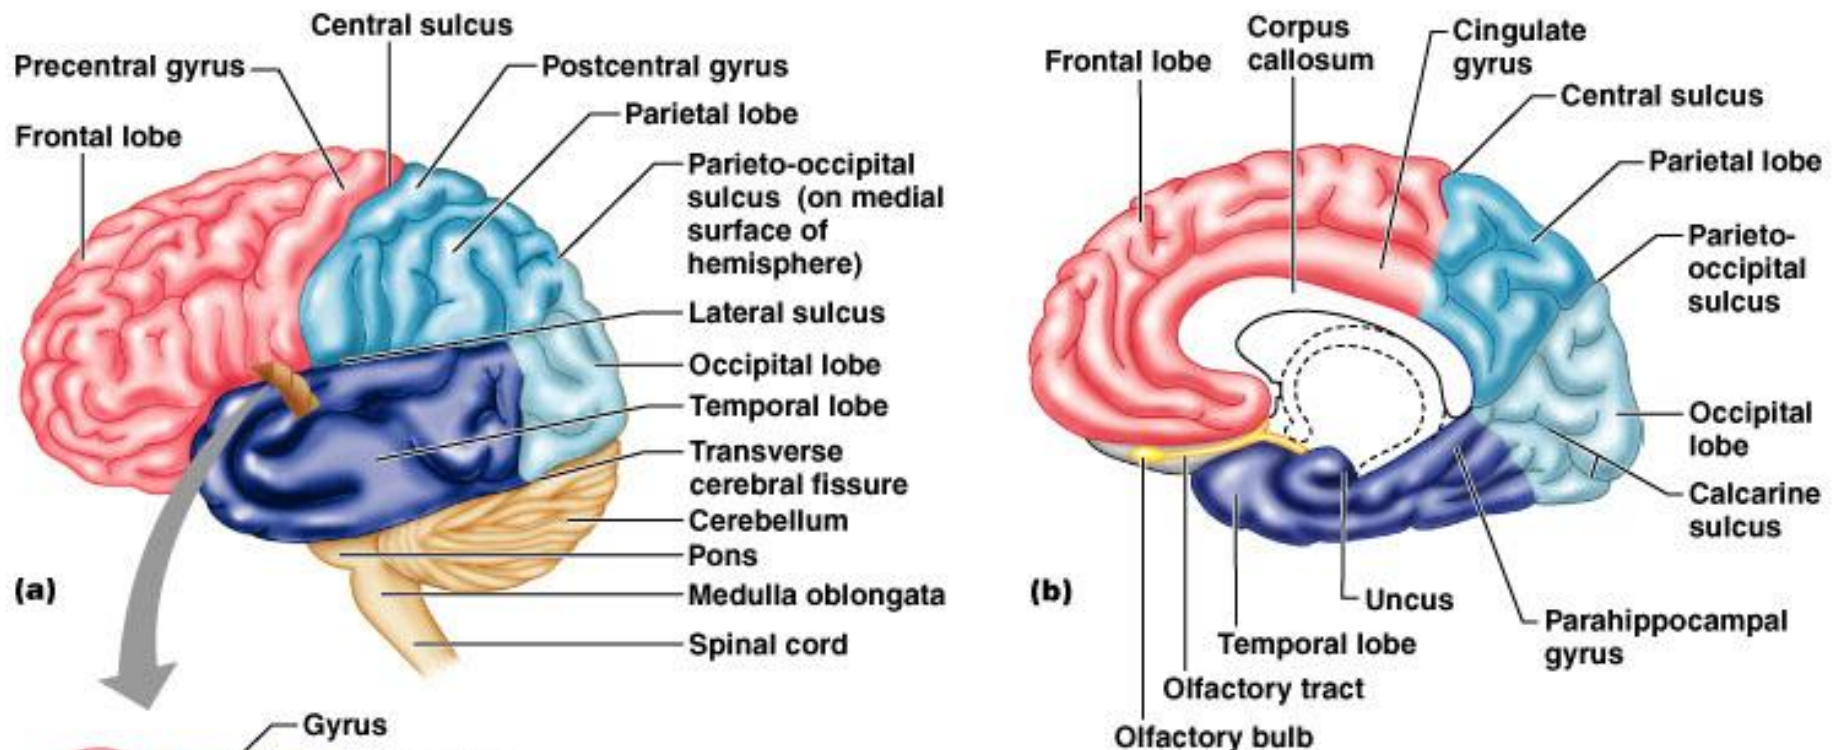 Central sulcus
Precentral gyrus
Postcentral gyrus
Parietal lobe
Frontal lobe
Parieto-occipital
sulcus (on medial
surface of
hemisphere)
Lateral sulcus
Occipital lobe
Temporal lobe
Transverse
cerebral fissure
Cerebellum
Pons
(a)
Medulla oblongata
Spinal cord
Gyrus
Corpus
callosum
Cingulate
gyrus
Frontal lobe
Central sulcus
Parietal lobe
Parieto-
occipital
sulcus
Occipital
lobe
Calcarine
sulcus
(b)
Uncus
Parahippocampal
gyrus
Temporal lobe
Olfactory tract
Olfactory bulb